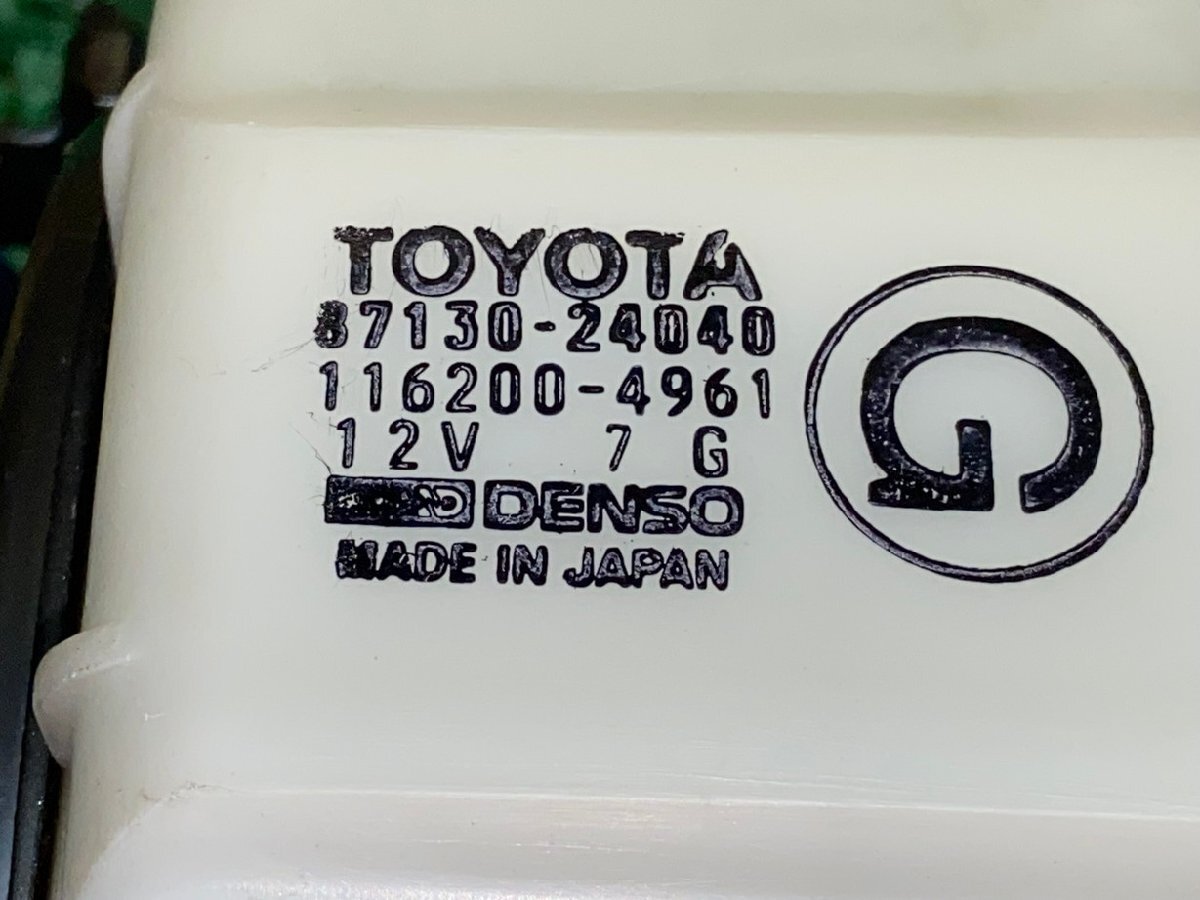 TOYOTA
87130-24040
116200-4961
12V 7 G
DENSO
MADE IN JAPAN
G